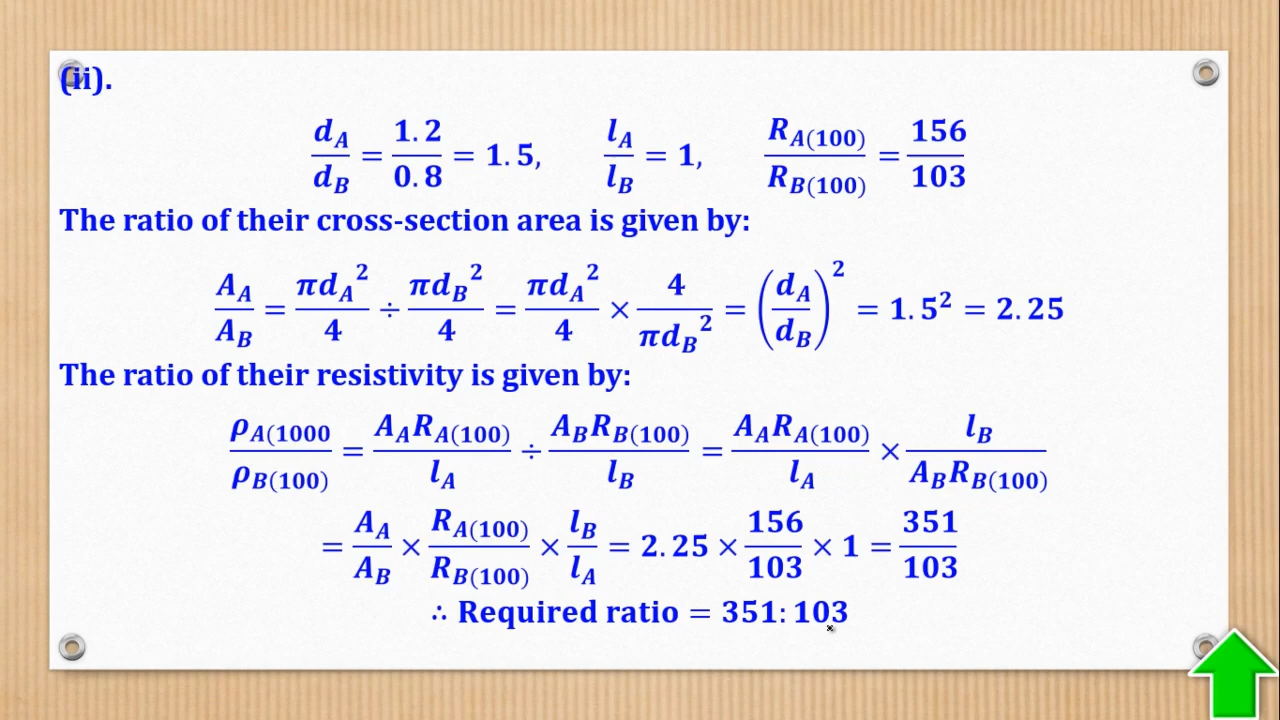 (ii).
d_A/d_B = 1.2/0.8 = 1.5, l_A/l_B = 1, R_A(100)/R_B(100) = 156/103
The ratio of their cross-section area is given by:
A_A/A_B = πd_A²/4 ÷ πd_B²/4 = πd_A²/4 × 4/πd_B² = (d_A/d_B)² = 1.5² = 2.25
The ratio of their resistivity is given by:
ρ_A(1000/ρ_B(100) = A_A R_A(100)/l_A ÷ A_B R_B(100)/l_B = A_A R_A(100)/l_A × l_B/A_B R_B(100)
= A_A/A_B × R_A(100)/R_B(100) × l_B/l_A = 2.25 × 156/103 × 1 = 351/103
∴ Required ratio = 351:103